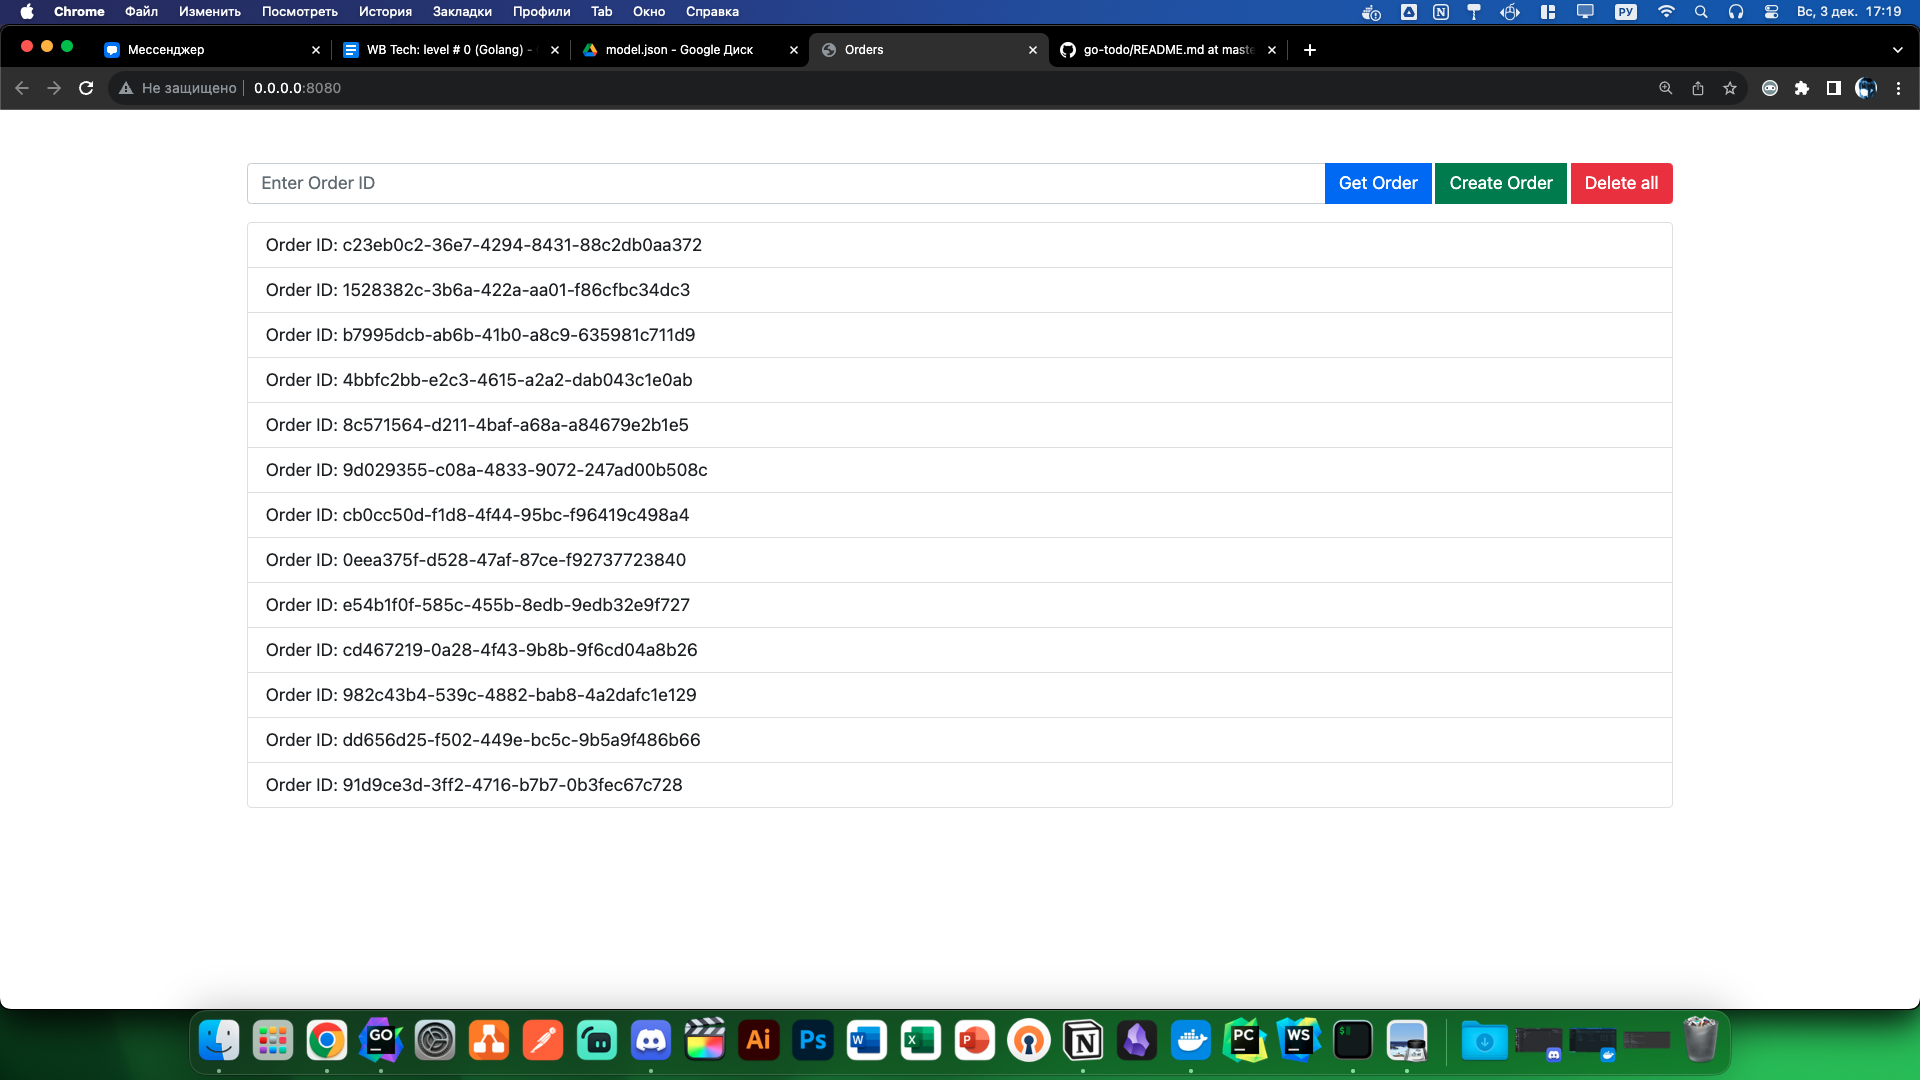 Chrome Файл Изменить Посмотреть История Закладки Профили Tab Окно Справка РУ Вс, 3 дек. 17:19
Мессенджер WB Tech: level # 0 (Golang) - model.json - Google Диск Orders go-todo/README.md at maste
Не защищено 0.0.0.0:8080
Enter Order ID Get Order Create Order Delete all
Order ID: c23eb0c2-36e7-4294-8431-88c2db0aa372
Order ID: 1528382c-3b6a-422a-aa01-f86cfbc34dc3
Order ID: b7995dcb-ab6b-41b0-a8c9-635981c711d9
Order ID: 4bbfc2bb-e2c3-4615-a2a2-dab043c1e0ab
Order ID: 8c571564-d211-4baf-a68a-a84679e2b1e5
Order ID: 9d029355-c08a-4833-9072-247ad00b508c
Order ID: cb0cc50d-f1d8-4f44-95bc-f96419c498a4
Order ID: 0eea375f-d528-47af-87ce-f92737723840
Order ID: e54b1f0f-585c-455b-8edb-9edb32e9f727
Order ID: cd467219-0a28-4f43-9b8b-9f6cd04a8b26
Order ID: 982c43b4-539c-4882-bab8-4a2dafc1e129
Order ID: dd656d25-f502-449e-bc5c-9b5a9f486b66
Order ID: 91d9ce3d-3ff2-4716-b7b7-0b3fec67c728
GO Ai Ps W X P N PC WS $